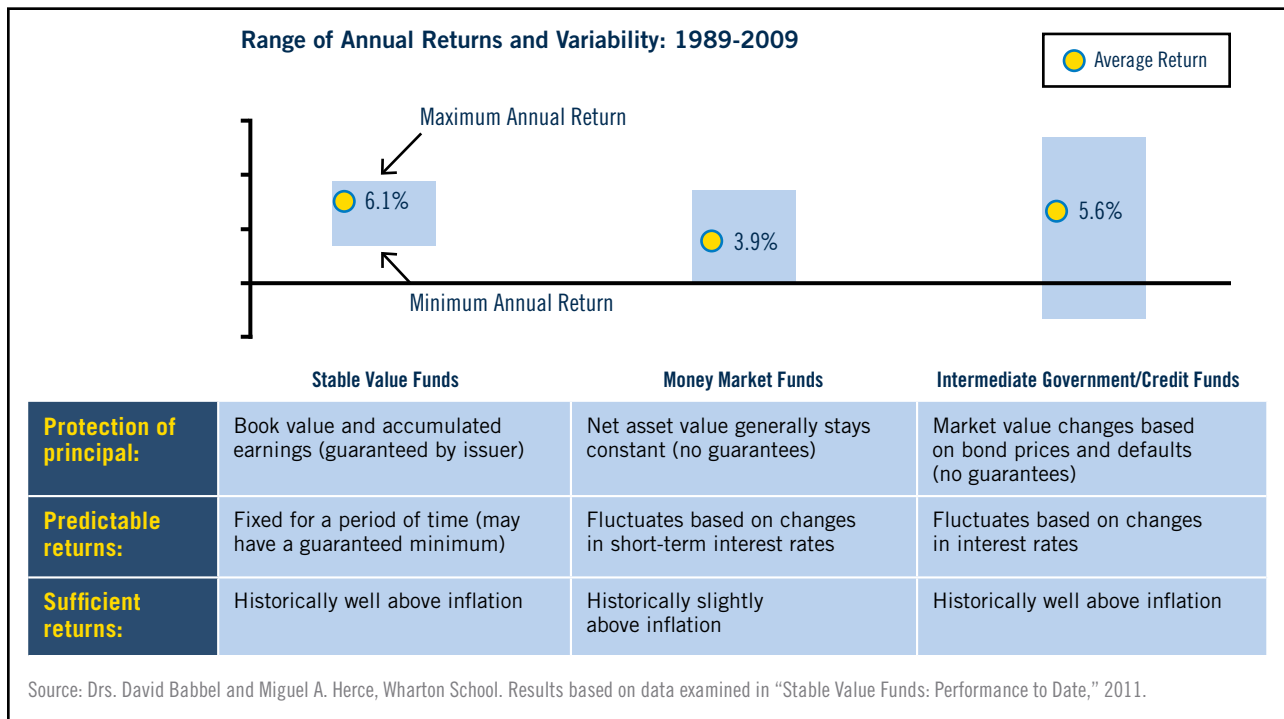 Range of Annual Returns and Variability: 1989-2009
Average Return
Maximum Annual Return
6.1%
3.9%
5.6%
Minimum Annual Return
Stable Value Funds
Money Market Funds
Intermediate Government/Credit Funds
Protection of
principal:
Book value and accumulated
earnings (guaranteed by issuer)
Net asset value generally stays
constant (no guarantees)
Market value changes based
on bond prices and defaults
(no guarantees)
Predictable
returns:
Fixed for a period of time (may
have a guaranteed minimum)
Fluctuates based on changes
in short-term interest rates
Fluctuates based on changes
in interest rates
Sufficient
returns:
Historically well above inflation
Historically slightly
above inflation
Historically well above inflation
Source: Drs. David Babbel and Miguel A. Herce, Wharton School. Results based on data examined in “Stable Value Funds: Performance to Date,” 2011.